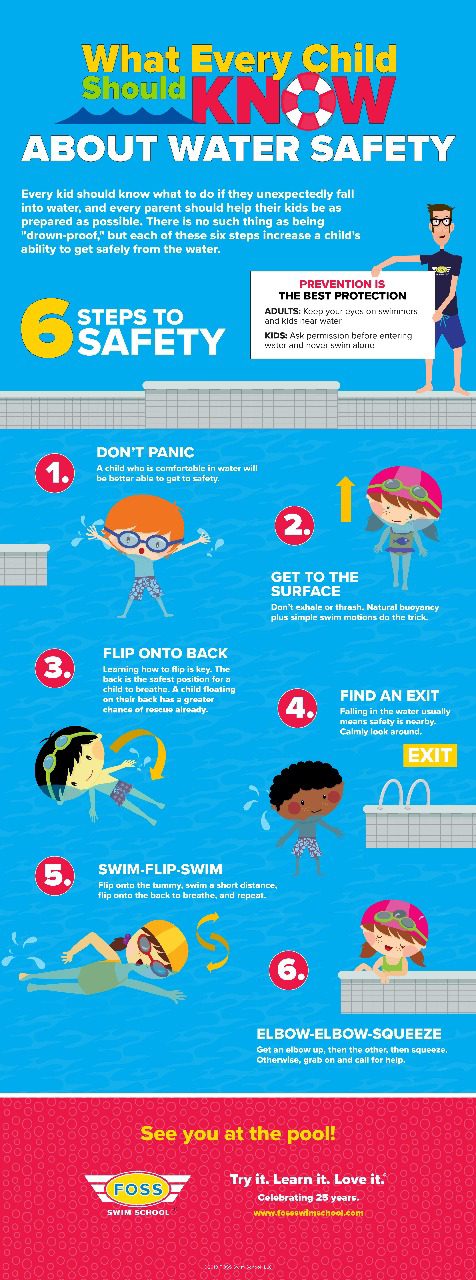 What Every Child
Should KNOW
ABOUT WATER SAFETY
Every kid should know what to do if they unexpectedly fall
into water, and every parent should help their kids be as
prepared as possible. There is no such thing as being
"drown-proof," but each of these six steps increase a child's
ability to get safely from the water.
PREVENTION IS
THE BEST PROTECTION
ADULTS: Keep your eyes on swimmers
and kids near water
KIDS: Ask permission before entering
water and never swim alone
6 STEPS TO
SAFETY
1.
DON'T PANIC
A child who is comfortable in water will
be better able to get to safety.
2.
GET TO THE
SURFACE
Don't exhale or thrash. Natural buoyancy
plus simple swim motions do the trick.
3.
FLIP ONTO BACK
Learning how to flip is key. The
back is the safest position for a
child to breathe. A child floating
on their back has a greater
chance of rescue already.
4.
FIND AN EXIT
Falling in the water usually
means safety is nearby.
Calmly look around.
EXIT
5.
SWIM-FLIP-SWIM
Flip onto the tummy, swim a short distance,
flip onto the back to breathe, and repeat.
6.
ELBOW-ELBOW-SQUEEZE
Get an elbow up, then the other, then squeeze.
Otherwise, grab on and call for help.
See you at the pool!
FOSS
SWIM SCHOOL
Try it. Learn it. Love it.
Celebrating 25 years.
www.fossswimschool.com